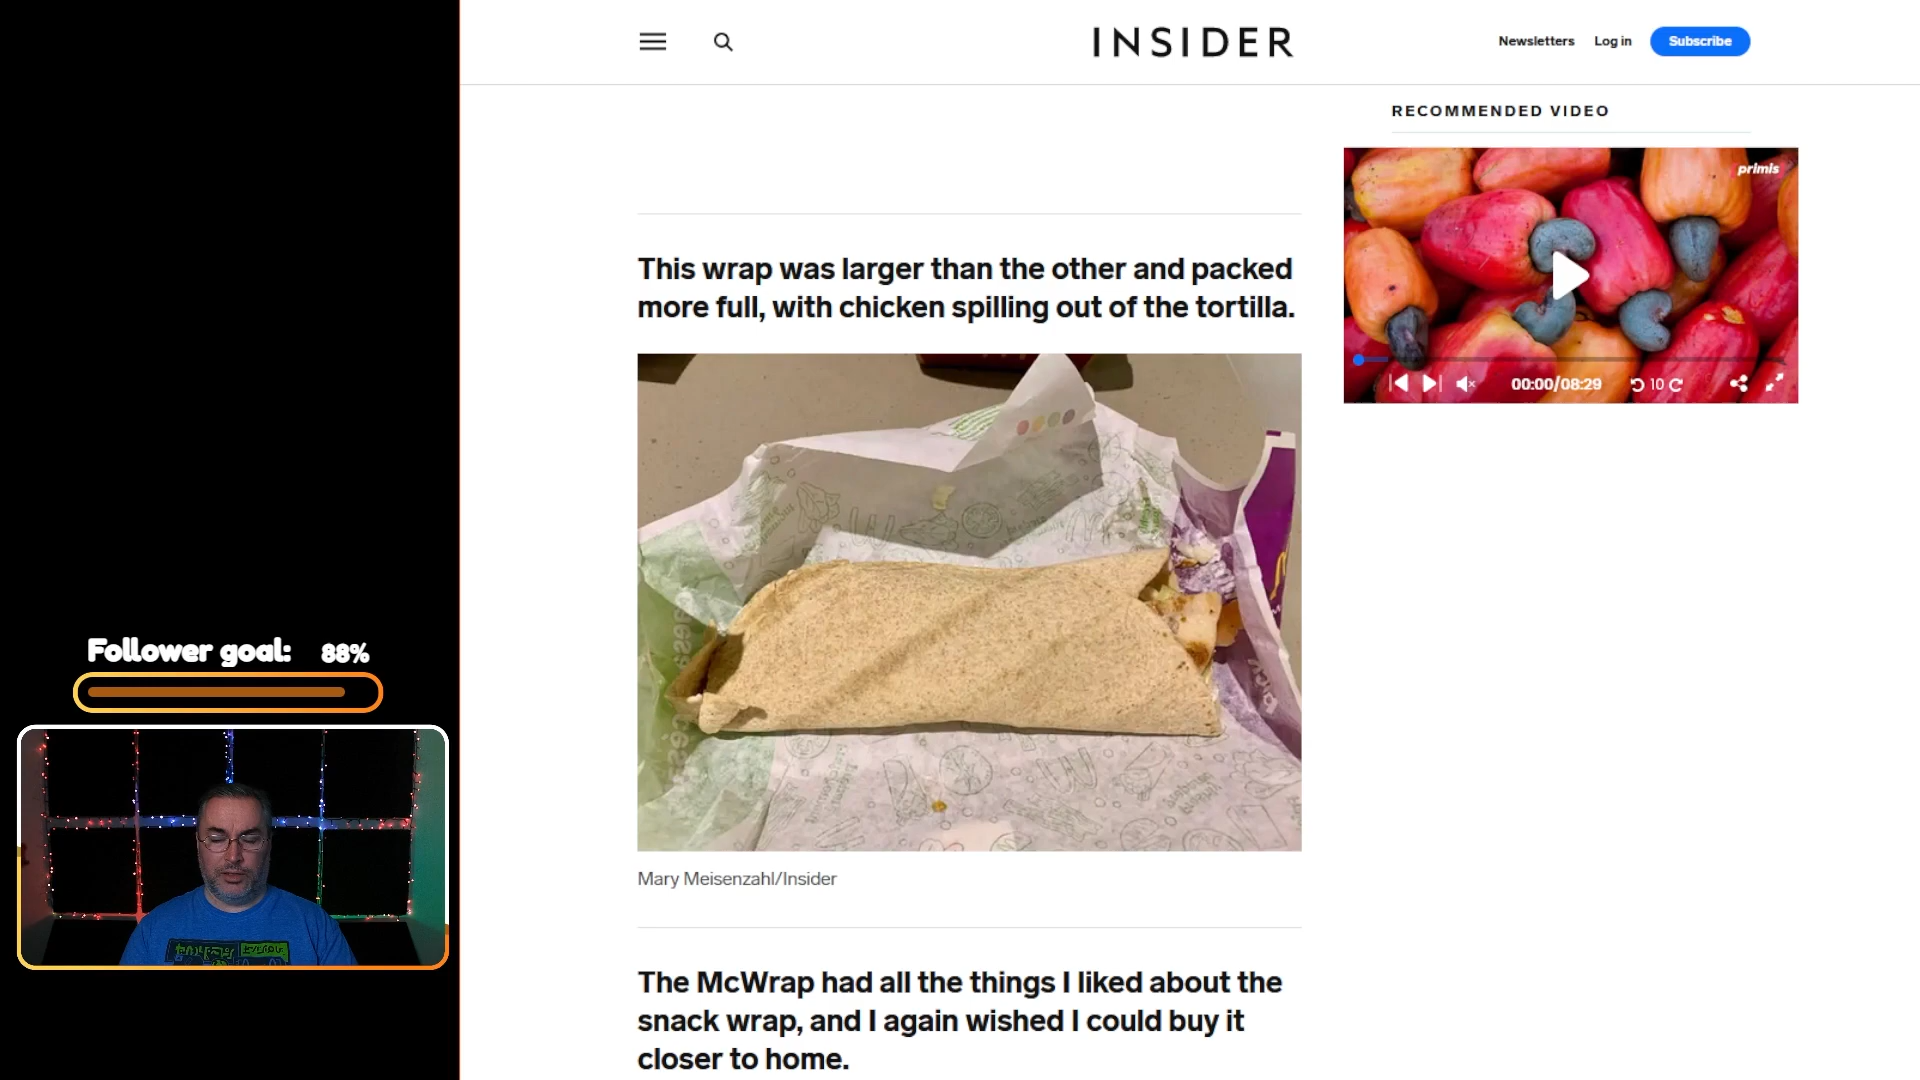 INSIDER
Newsletters
Log in
Subscribe
RECOMMENDED VIDEO
primis
00:00/08:29
10
This wrap was larger than the other and packed
more full, with chicken spilling out of the tortilla.
Mary Meisenzahl/Insider
The McWrap had all the things I liked about the
snack wrap, and I again wished I could buy it
closer to home.
Follower goal: 88%